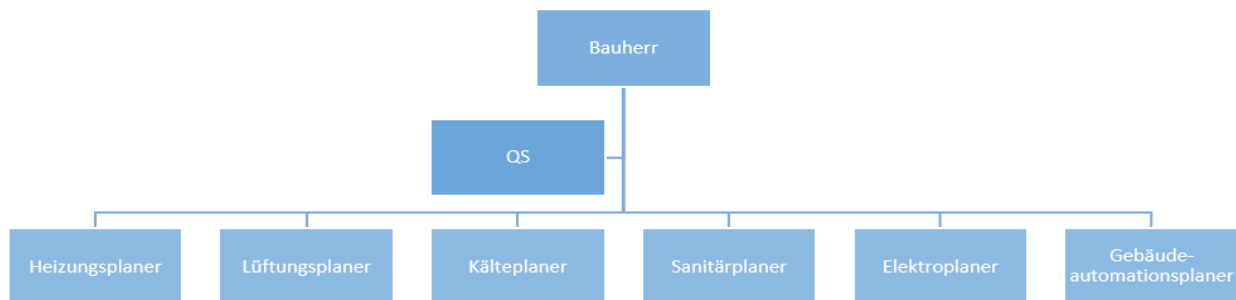 Bauherr
QS
Heizungsplaner
Lüftungsplaner
Kälteplaner
Sanitärplaner
Elektroplaner
Gebäude-
automationsplaner